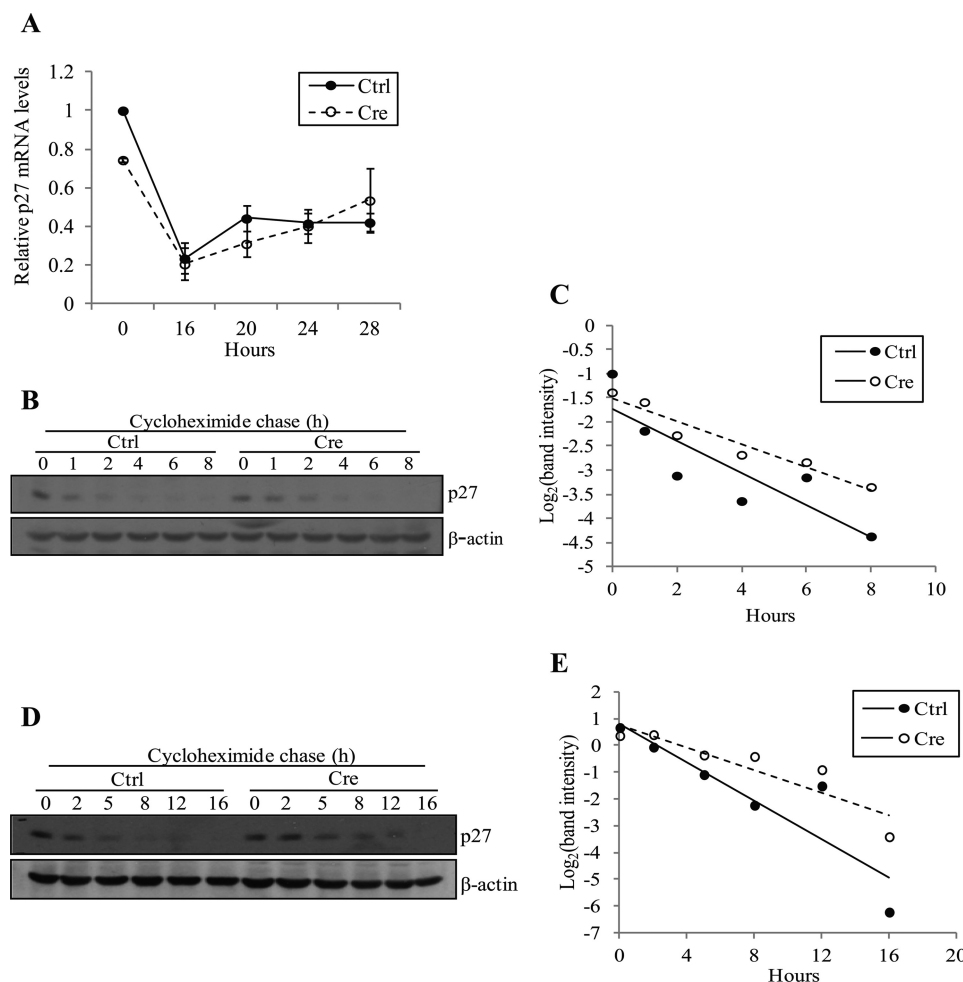 A
Relative p27 mRNA levels
1.2
1
0.8
0.6
0.4
0.2
0
0 16 20 24 28
Hours
Ctrl
Cre
B
Cycloheximide chase (h)
Ctrl Cre
0 1 2 4 6 8 0 1 2 4 6 8
p27
β-actin
C
Log2(band intensity)
0
-0.5
-1
-1.5
-2
-2.5
-3
-3.5
-4
-4.5
-5
0 2 4 6 8 10
Hours
Ctrl
Cre
D
Cycloheximide chase (h)
Ctrl Cre
0 2 5 8 12 16 0 2 5 8 12 16
p27
β-actin
E
Log2(band intensity)
2
1
0
-1
-2
-3
-4
-5
-6
-7
0 4 8 12 16 20
Hours
Ctrl
Cre